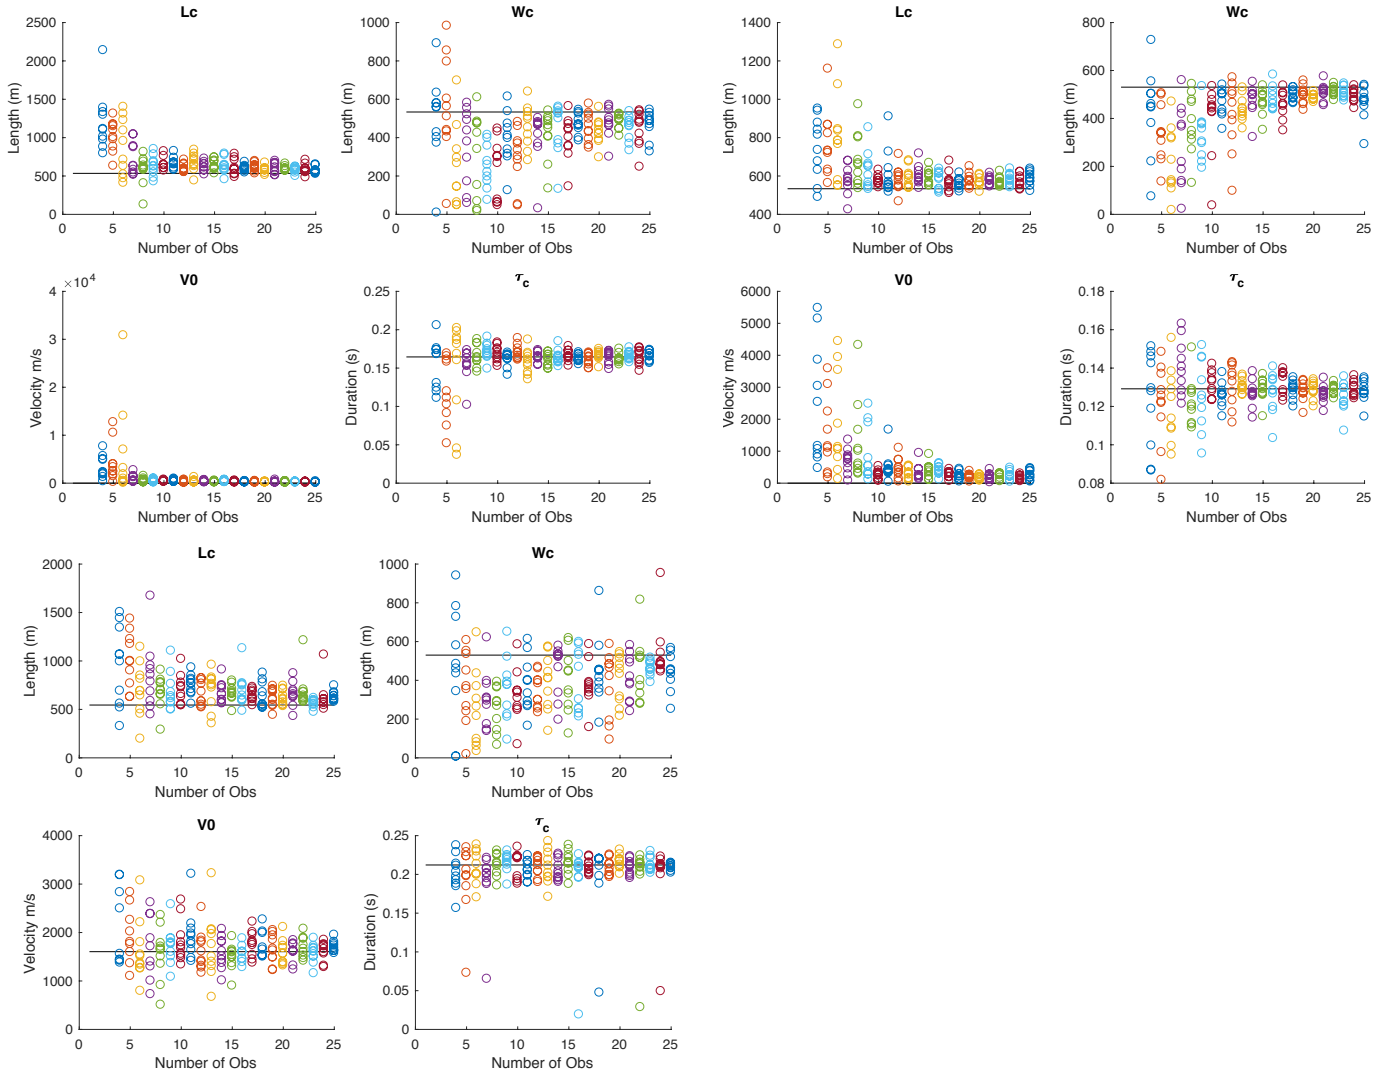 Lc
2500
2000
1500
1000
500
0
Length (m)
0 5 10 15 20 25
Number of Obs
Wc
1000
800
600
400
200
0
Length (m)
0 5 10 15 20 25
Number of Obs
Lc
1400
1200
1000
800
600
400
Length (m)
0 5 10 15 20 25
Number of Obs
Wc
800
600
400
200
0
Length (m)
0 5 10 15 20 25
Number of Obs
V0
×10⁴
4
3
2
1
0
Velocity m/s
0 5 10 15 20 25
Number of Obs
τc
0.25
0.2
0.15
0.1
0.05
0
Duration (s)
0 5 10 15 20 25
Number of Obs
V0
6000
5000
4000
3000
2000
1000
0
Velocity m/s
0 5 10 15 20 25
Number of Obs
τc
0.18
0.16
0.14
0.12
0.1
0.08
Duration (s)
0 5 10 15 20 25
Number of Obs
Lc
2000
1500
1000
500
0
Length (m)
0 5 10 15 20 25
Number of Obs
Wc
1000
800
600
400
200
0
Length (m)
0 5 10 15 20 25
Number of Obs
V0
4000
3000
2000
1000
0
Velocity m/s
0 5 10 15 20 25
Number of Obs
τc
0.25
0.2
0.15
0.1
0.05
0
Duration (s)
0 5 10 15 20 25
Number of Obs